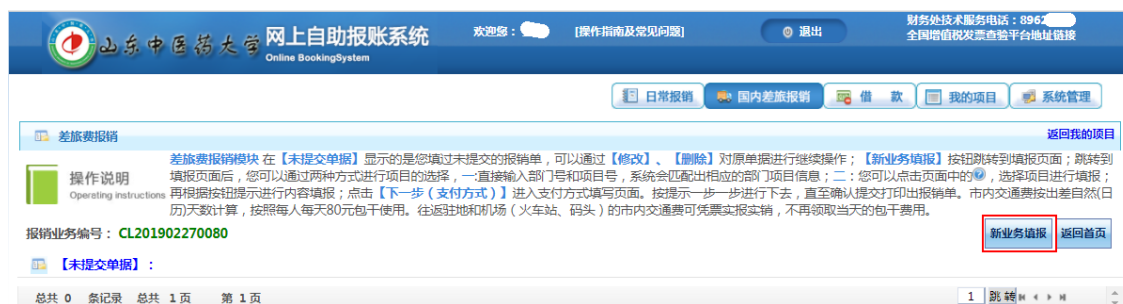 山东中医药大学 网上自助报账系统 欢迎您： [操作指南及常见问题] 退出 财务处技术服务电话：8962
Online BookingSystem 全国增值税发票查验平台地址链接
日常报销 国内差旅报销 借 款 我的项目 系统管理
差旅费报销 返回我的项目
操作说明
Operating instructions
差旅费报销模块 在【未提交单据】显示的是您填过未提交的报销单，可以通过【修改】、【删除】对原单据进行继续操作；【新业务填报】按钮跳转到填报页面；跳转到
填报页面后，您可以通过两种方式进行项目的选择，一:直接输入部门号和项目号，系统会匹配出相应的部门项目信息；二：您可以点击页面中的，选择项目进行填报；
再根据按钮提示进行内容填报；点击【下一步（支付方式）】进入支付方式填写页面。按提示一步一步进行下去，直至确认提交打印出报销单。市内交通费按出差自然(日
历)天数计算，按照每人每天80元包干使用。往返驻地和机场（火车站、码头）的市内交通费可凭票实报实销，不再领取当天的包干费用。
报销业务编号：CL201902270080 新业务填报 返回首页
【未提交单据】：
总共 0 条记录 总共 1 页 第 1 页 1 跳转